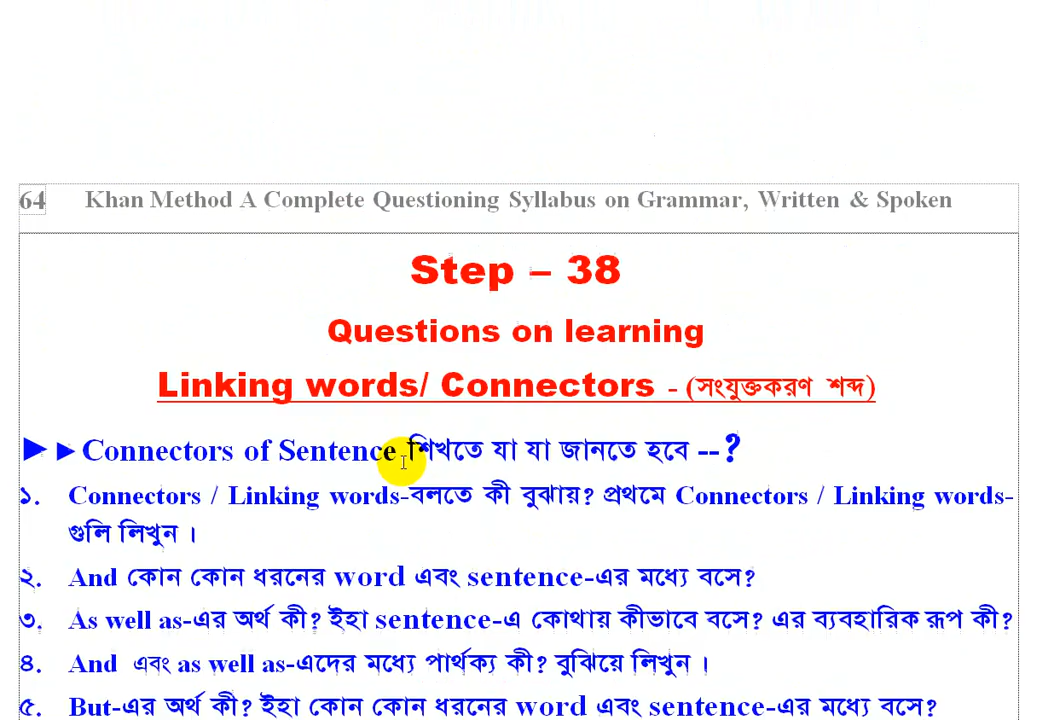 64 Khan Method A Complete Questioning Syllabus on Grammar, Written & Spoken
Step – 38
Questions on learning
Linking words/ Connectors - (সংযুক্তকরণ শব্দ)
►► Connectors of Sentence শিখতে যা যা জানতে হবে --?
১. Connectors / Linking words-বলতে কী বুঝায়? প্রথমে Connectors / Linking words-
গুলি লিখুন ।
২. And কোন কোন ধরনের word এবং sentence-এর মধ্যে বসে?
৩. As well as-এর অর্থ কী? ইহা sentence-এ কোথায় কীভাবে বসে? এর ব্যবহারিক রূপ কী?
৪. And এবং as well as-এদের মধ্যে পার্থক্য কী? বুঝিয়ে লিখুন ।
৫. But-এর অর্থ কী? ইহা কোন কোন ধরনের word এবং sentence-এর মধ্যে বসে?